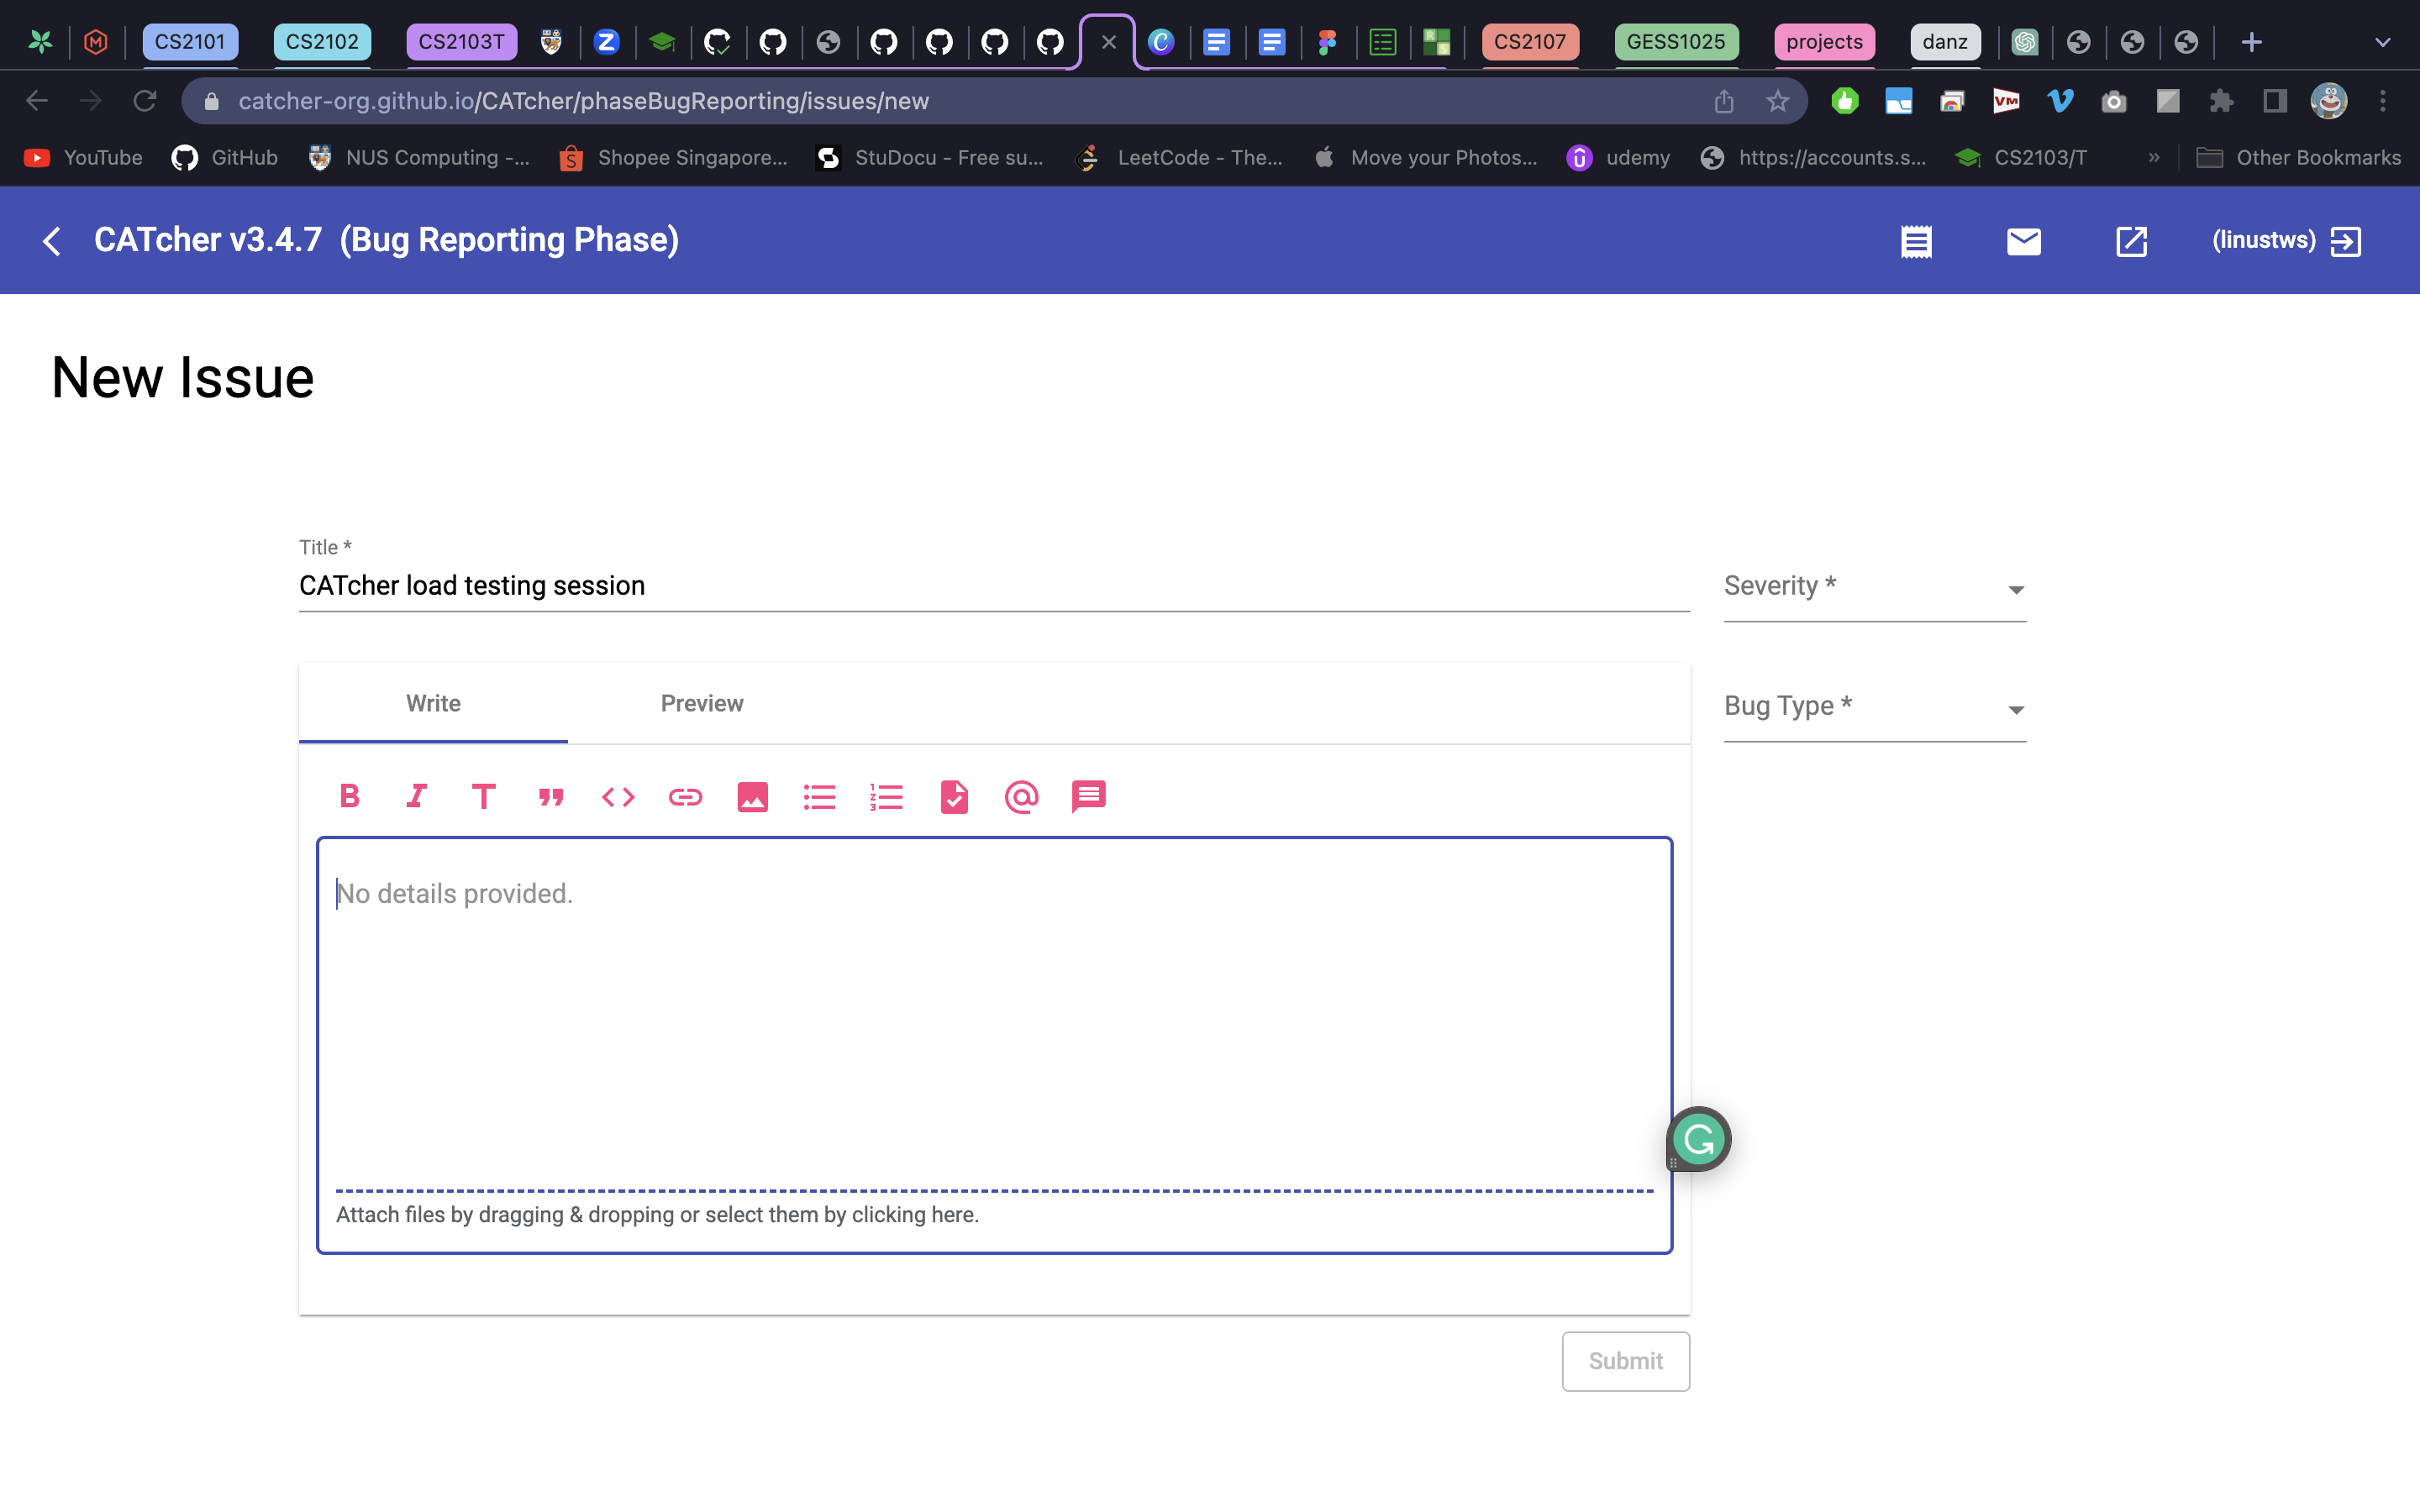 CS2101 CS2102 CS2103T CS2107 GESS1025 projects danz
catcher-org.github.io/CATcher/phaseBugReporting/issues/new
YouTube GitHub NUS Computing -... Shopee Singapore... StuDocu - Free su... LeetCode - The... Move your Photos... udemy https://accounts.s... CS2103/T » Other Bookmarks
CATcher v3.4.7 (Bug Reporting Phase) (linustws)
New Issue
Title *
CATcher load testing session
Severity *
Write Preview
Bug Type *
No details provided.
Attach files by dragging & dropping or select them by clicking here.
Submit